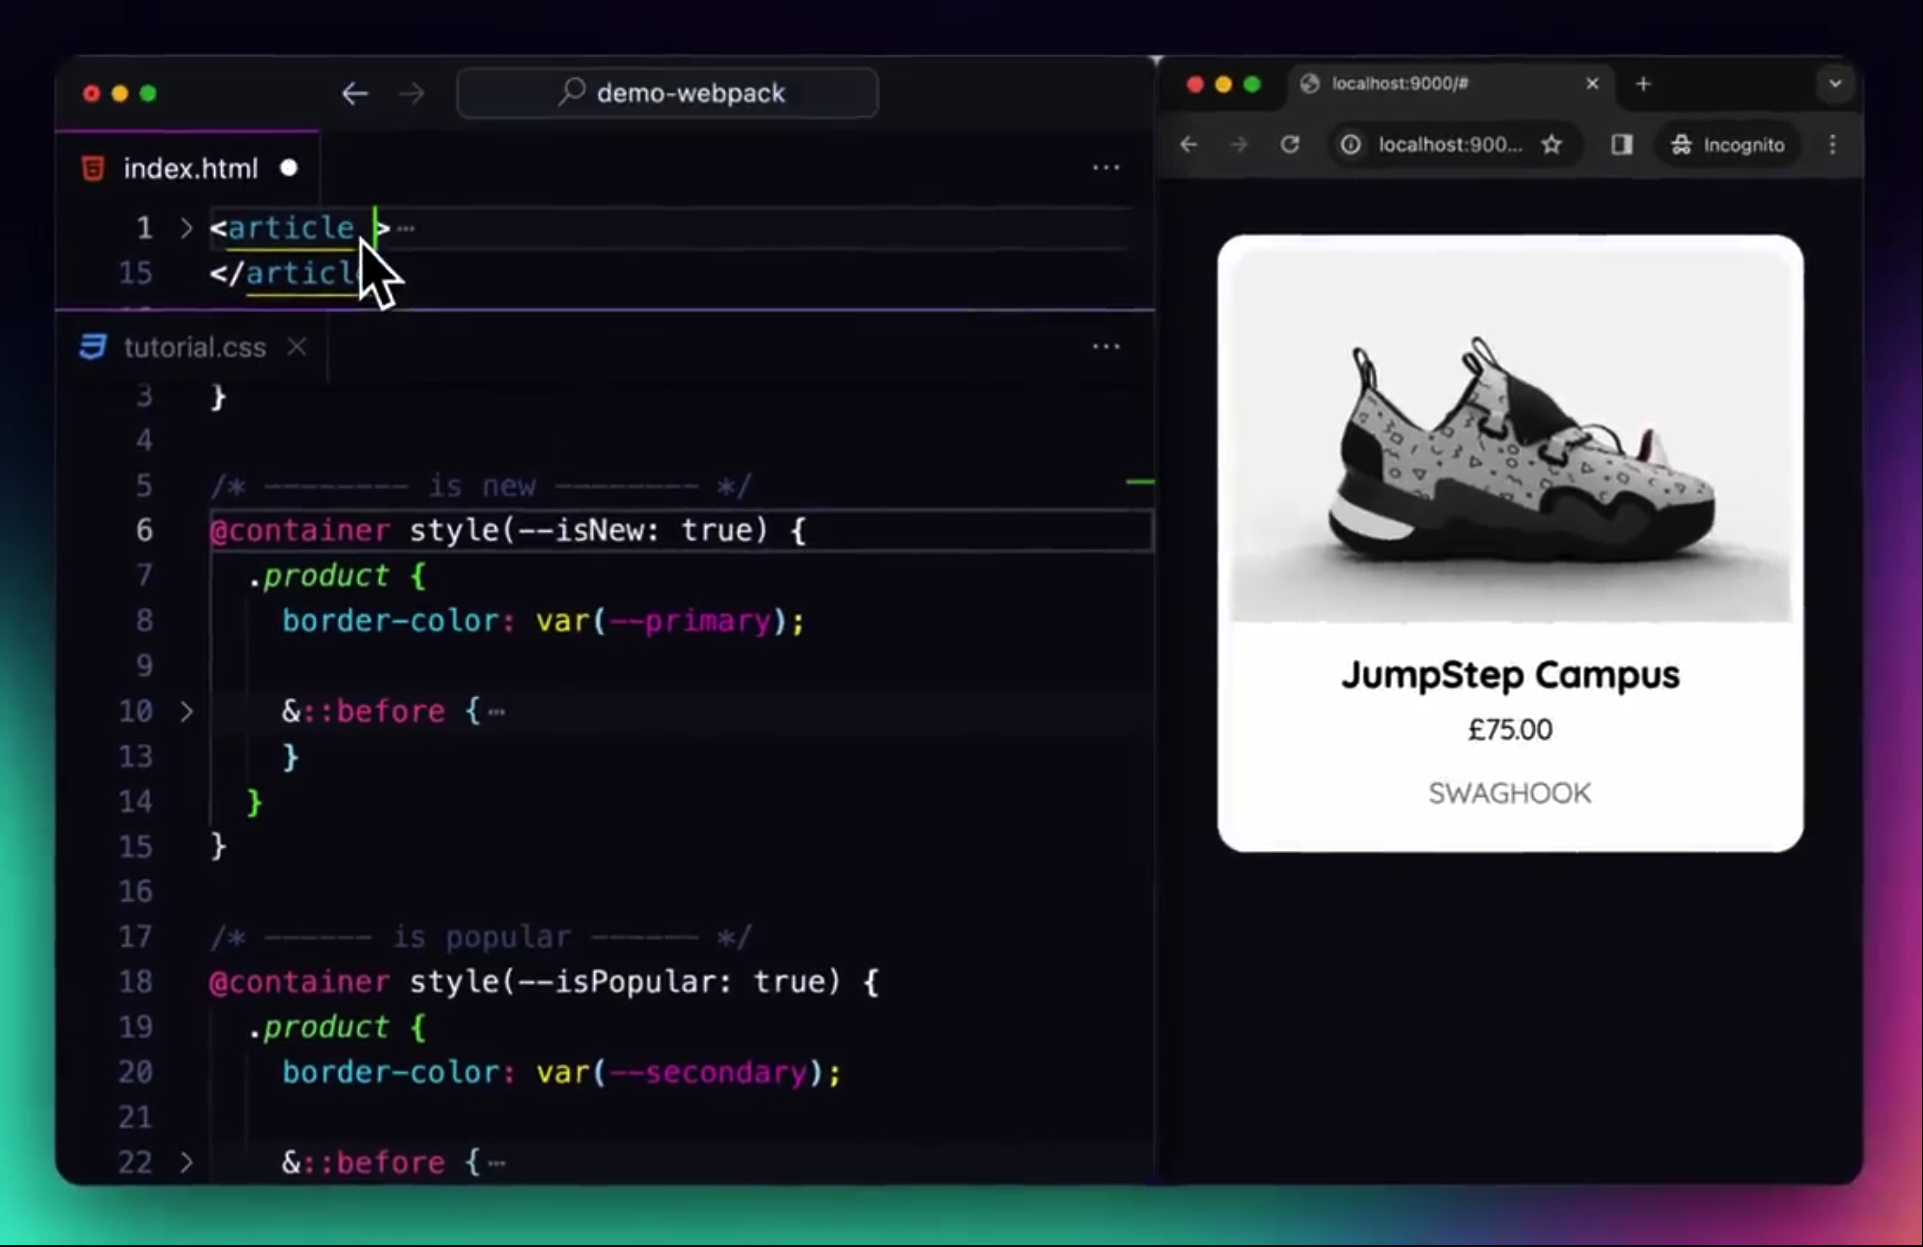 demo-webpack
index.html
1 <article >
15 </article
tutorial.css
3 }
4
5 /* -------- is new -------- */
6 @container style(--isNew: true) {
7 .product {
8 border-color: var(--primary);
9
10 &::before {
13 }
14 }
15 }
16
17 /* ------ is popular ------ */
18 @container style(--isPopular: true) {
19 .product {
20 border-color: var(--secondary);
21
22 &::before {
localhost:9000/#
localhost:900... Incognito
JumpStep Campus
£75.00
SWAGHOOK